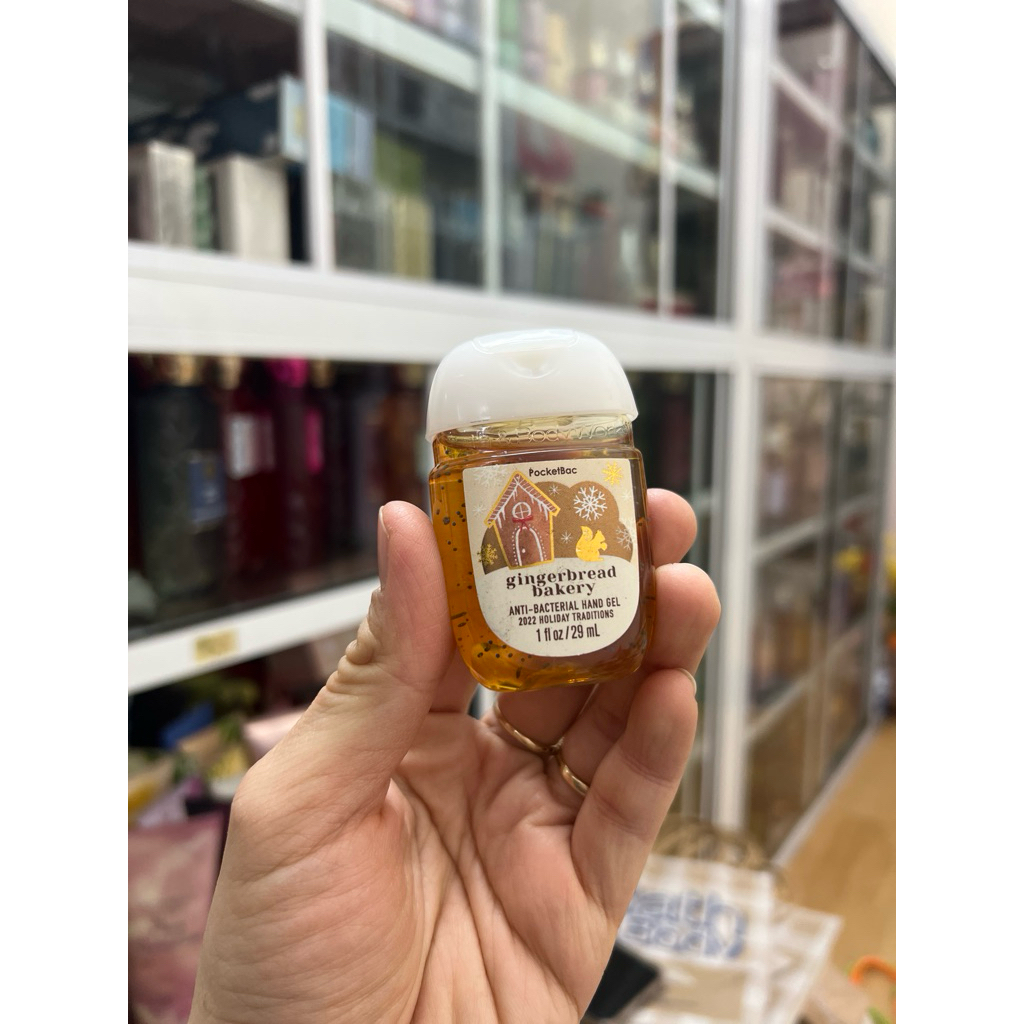 PocketBac
gingerbread
bakery
ANTI-BACTERIAL HAND GEL
2022 HOLIDAY TRADITIONS
1 fl oz / 29 mL